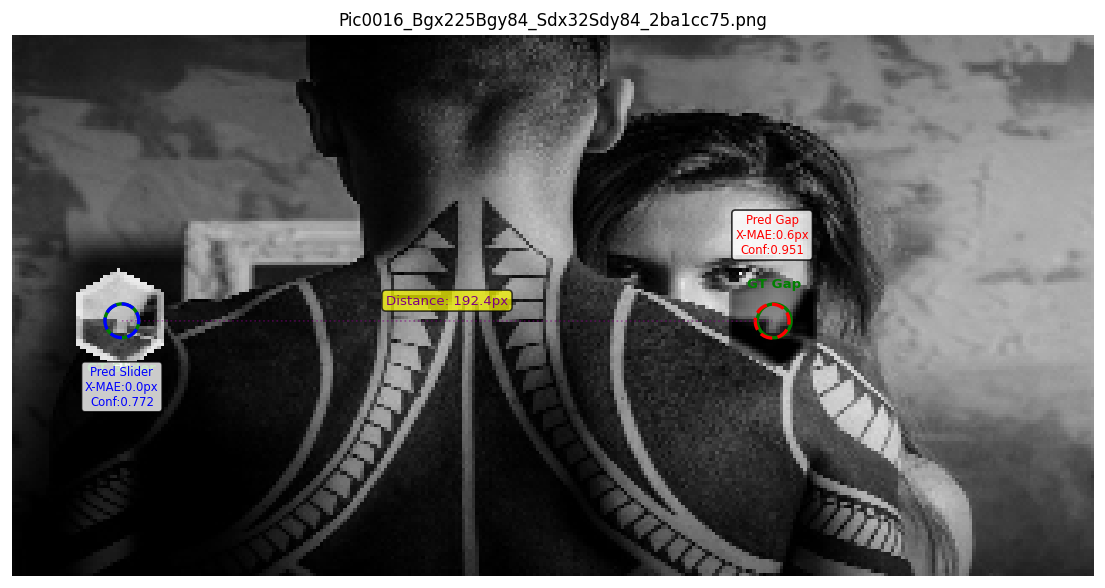 Pic0016_Bgx225Bgy84_Sdx32Sdy84_2ba1cc75.png
Pred Gap
X-MAE:0.6px
Conf:0.951
GT Gap
Distance: 192.4px
Pred Slider
X-MAE:0.0px
Conf:0.772